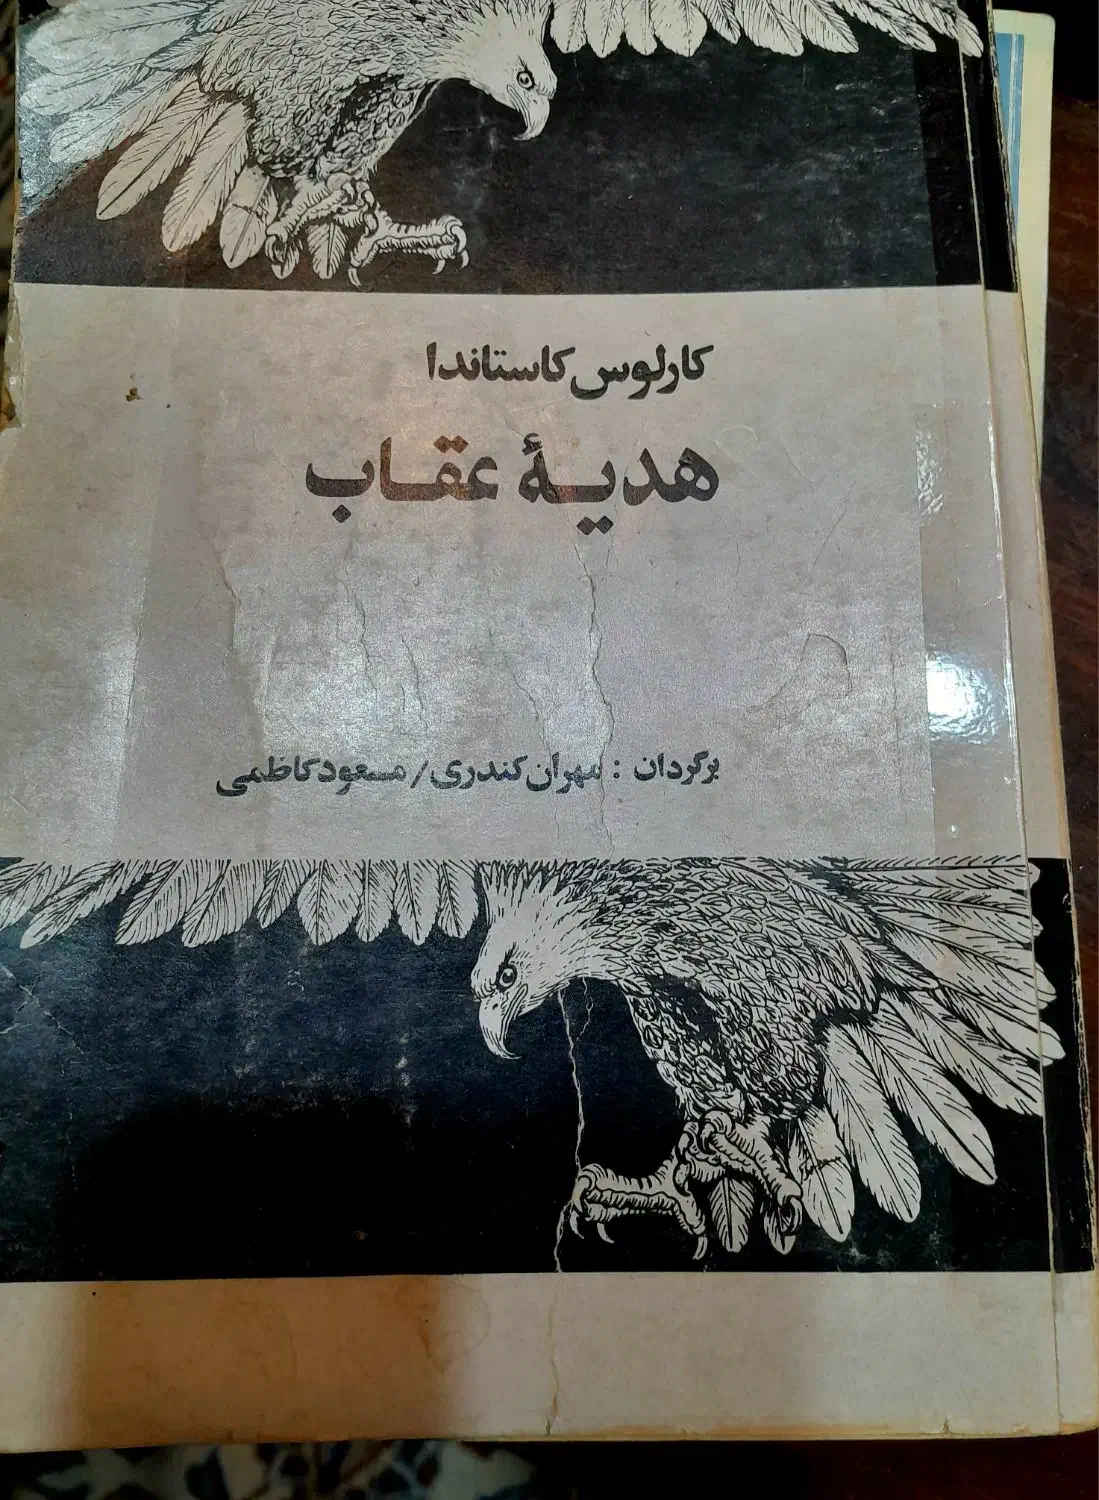 کارلوس کاستاندا
هدیهٔ عقاب
برگردان : مهران کندری / مسعود کاظمی